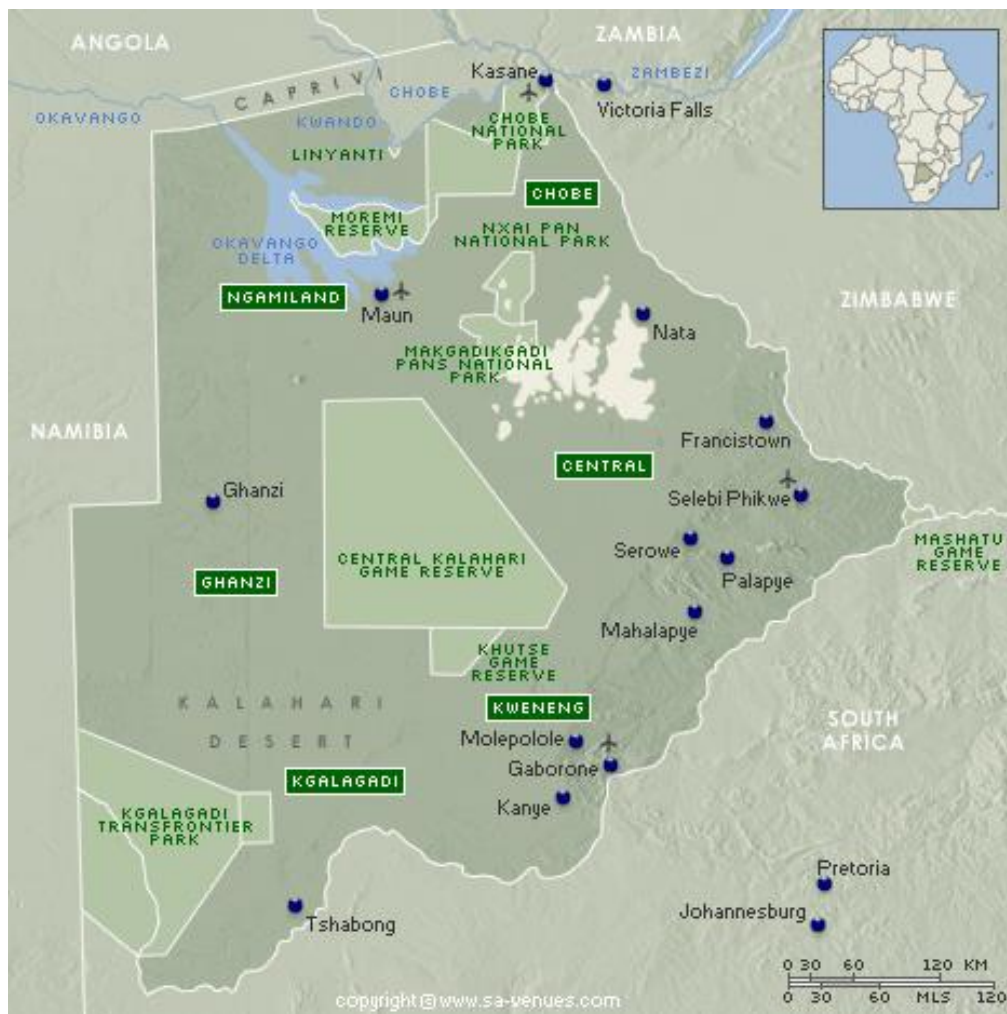 ANGOLA
ZAMBIA
Kasane
ZAMBEZI
CAPRIVI
CHOBE
Victoria Falls
OKAVANGO
KWANDO
CHOBE
NATIONAL
PARK
LINYANTI
CHOBE
MOREMI
RESERVE
NXAI PAN
NATIONAL PARK
OKAVANGO
DELTA
NGAMILAND
Maun
ZIMBABWE
Nata
MAKGADIKGADI
PANS NATIONAL
PARK
NAMIBIA
Francistown
CENTRAL
Ghanzi
Selebi Phikwe
MASHATU
GAME
RESERVE
Serowe
CENTRAL KALAHARI
GAME RESERVE
Palapye
GHANZI
Mahalapye
KHUTSE
GAME
RESERVE
KALAHARI
DESERT
KWENENG
SOUTH
AFRICA
Molepolole
Gaborone
KGALAGADI
Kanye
KGALAGADI
TRANSFRONTIER
PARK
Pretoria
Johannesburg
Tshabong
0 30 60 120 KM
0 30 60 MLS 120
copyright@www.sa-venues.com